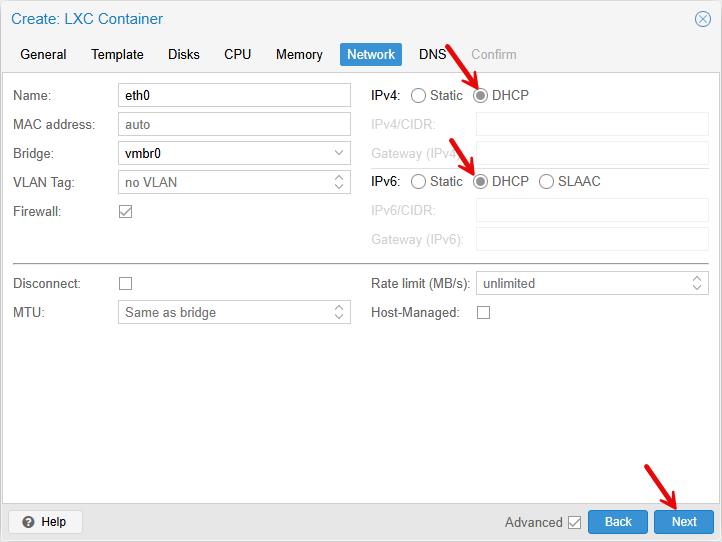 Create: LXC Container
General Template Disks CPU Memory Network DNS Confirm
Name: eth0
MAC address: auto
Bridge: vmbr0
VLAN Tag: no VLAN
Firewall:
IPv4: Static DHCP
IPv4/CIDR:
Gateway (IPv4):
IPv6: Static DHCP SLAAC
IPv6/CIDR:
Gateway (IPv6):
Disconnect:
MTU: Same as bridge
Rate limit (MB/s): unlimited
Host-Managed:
Help Advanced Back Next